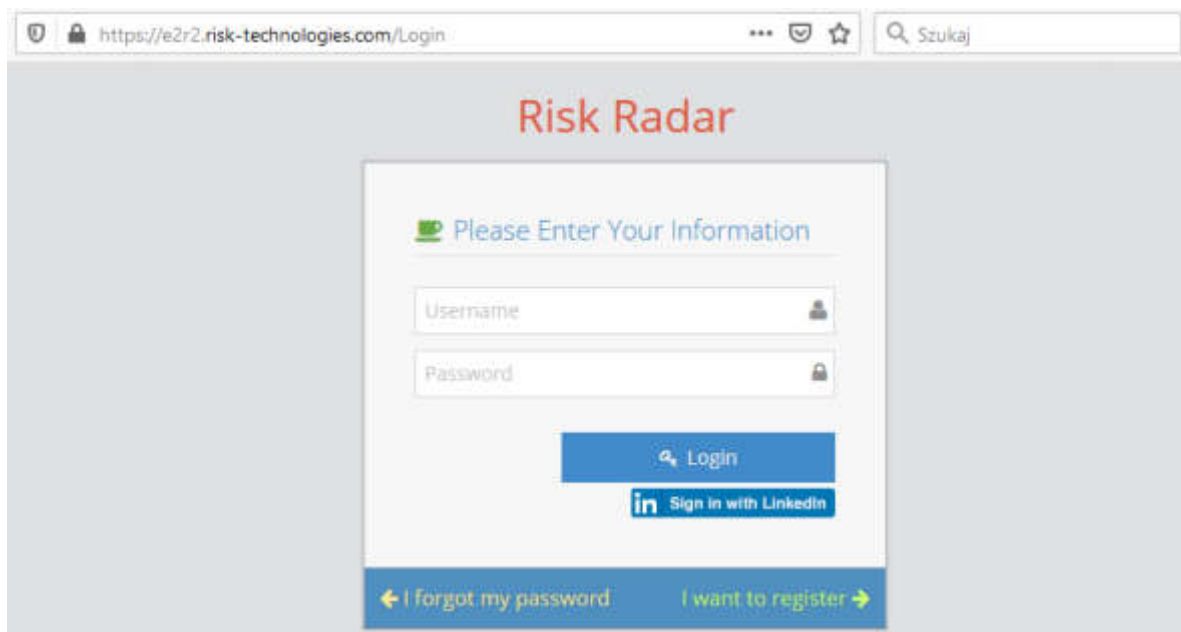 https://e2r2.risk-technologies.com/Login ... Szukaj
Risk Radar
Please Enter Your Information
Username
Password
Login
in Sign in with LinkedIn
I forgot my password I want to register